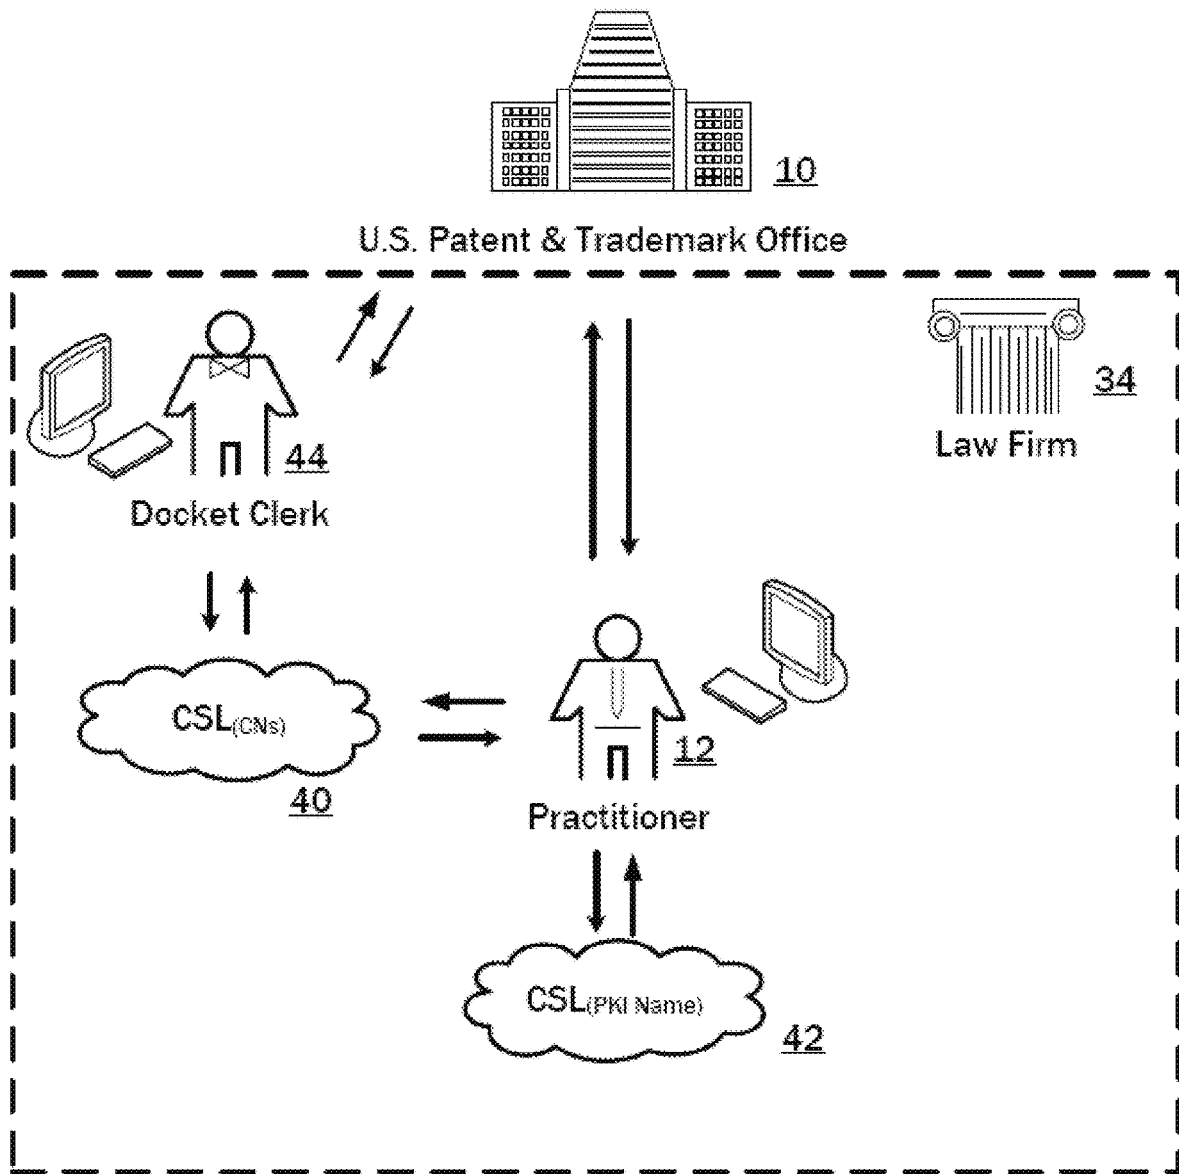 10
U.S. Patent & Trademark Office
34
Law Firm
44
Docket Clerk
CSL(CNs)
40
12
Practitioner
CSL(PKI Name)
42